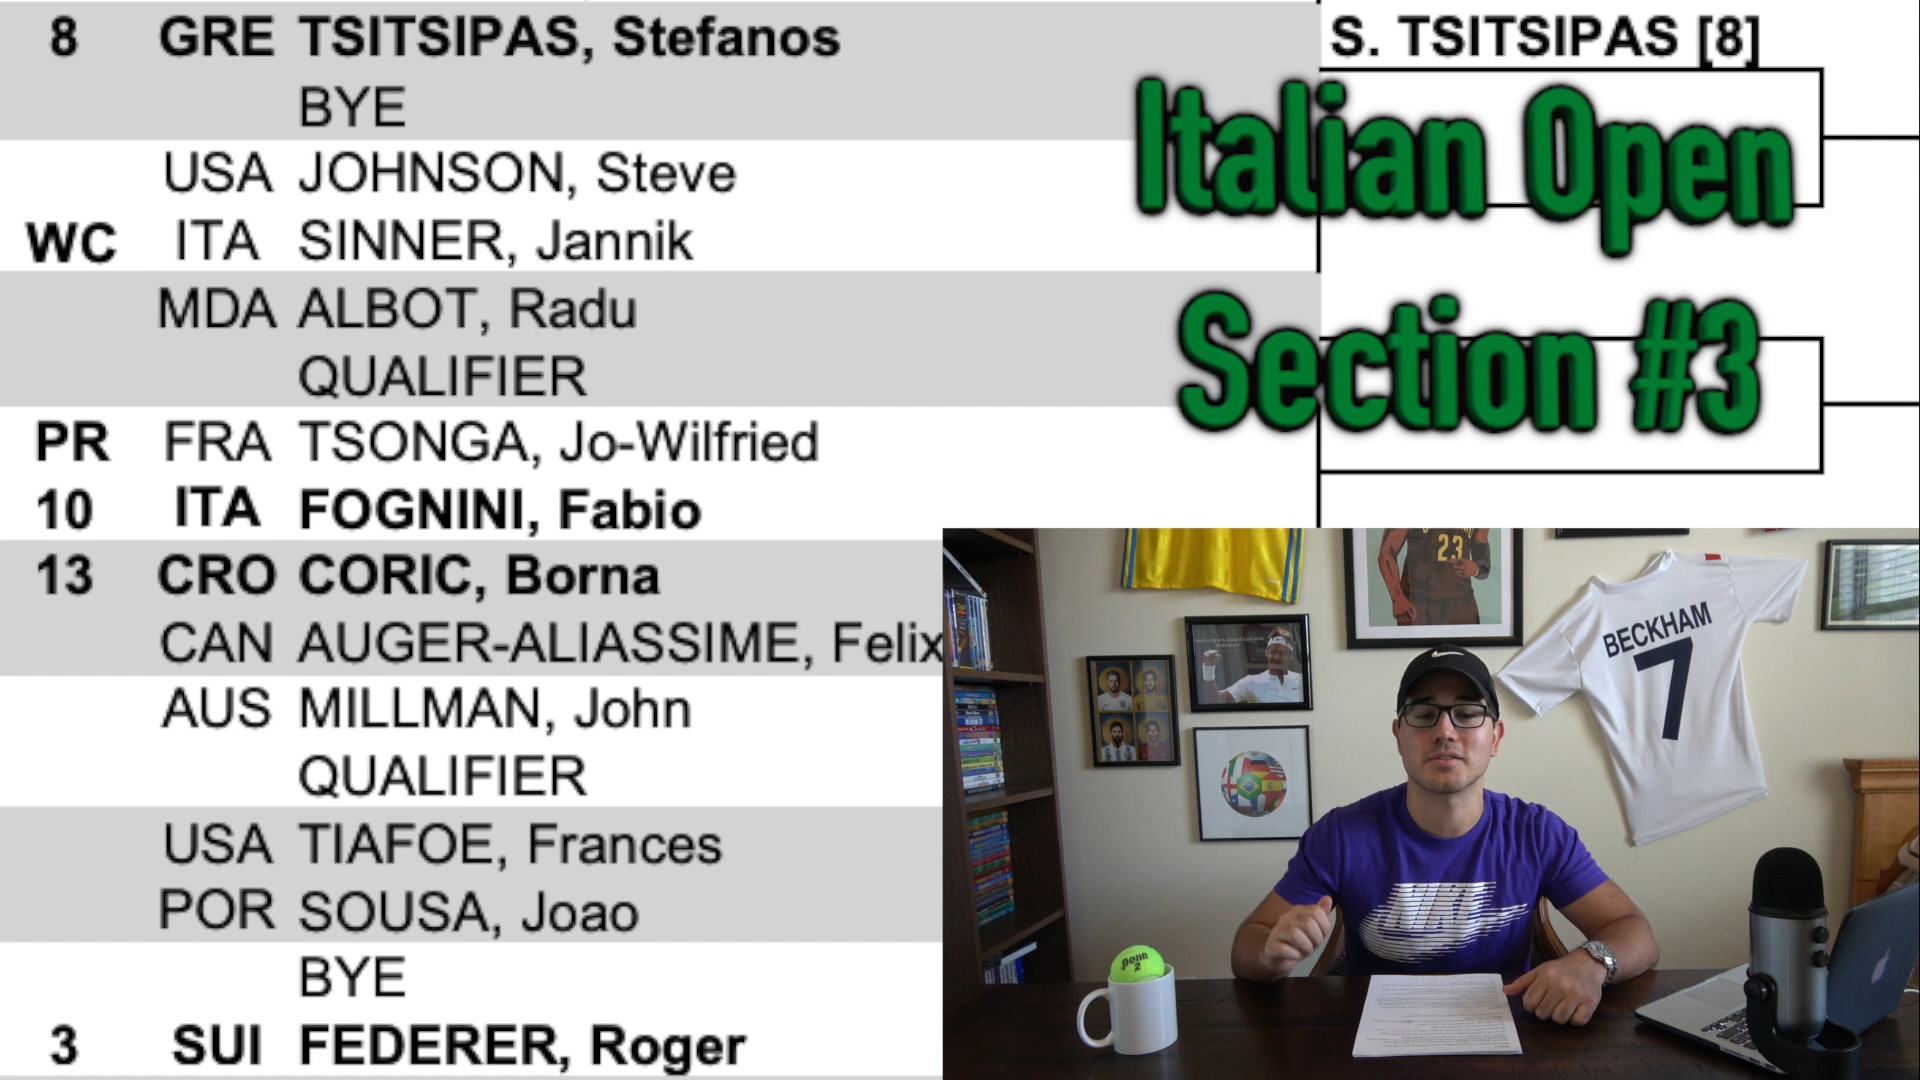 8 GRE TSITSIPAS, Stefanos
BYE
USA JOHNSON, Steve
WC ITA SINNER, Jannik
MDA ALBOT, Radu
QUALIFIER
PR FRA TSONGA, Jo-Wilfried
10 ITA FOGNINI, Fabio
13 CRO CORIC, Borna
CAN AUGER-ALIASSIME, Felix
AUS MILLMAN, John
QUALIFIER
USA TIAFOE, Frances
POR SOUSA, Joao
BYE
3 SUI FEDERER, Roger
S. TSITSIPAS [8]
Italian Open
Section #3
23
BECKHAM
7
NIKE
Penn
2